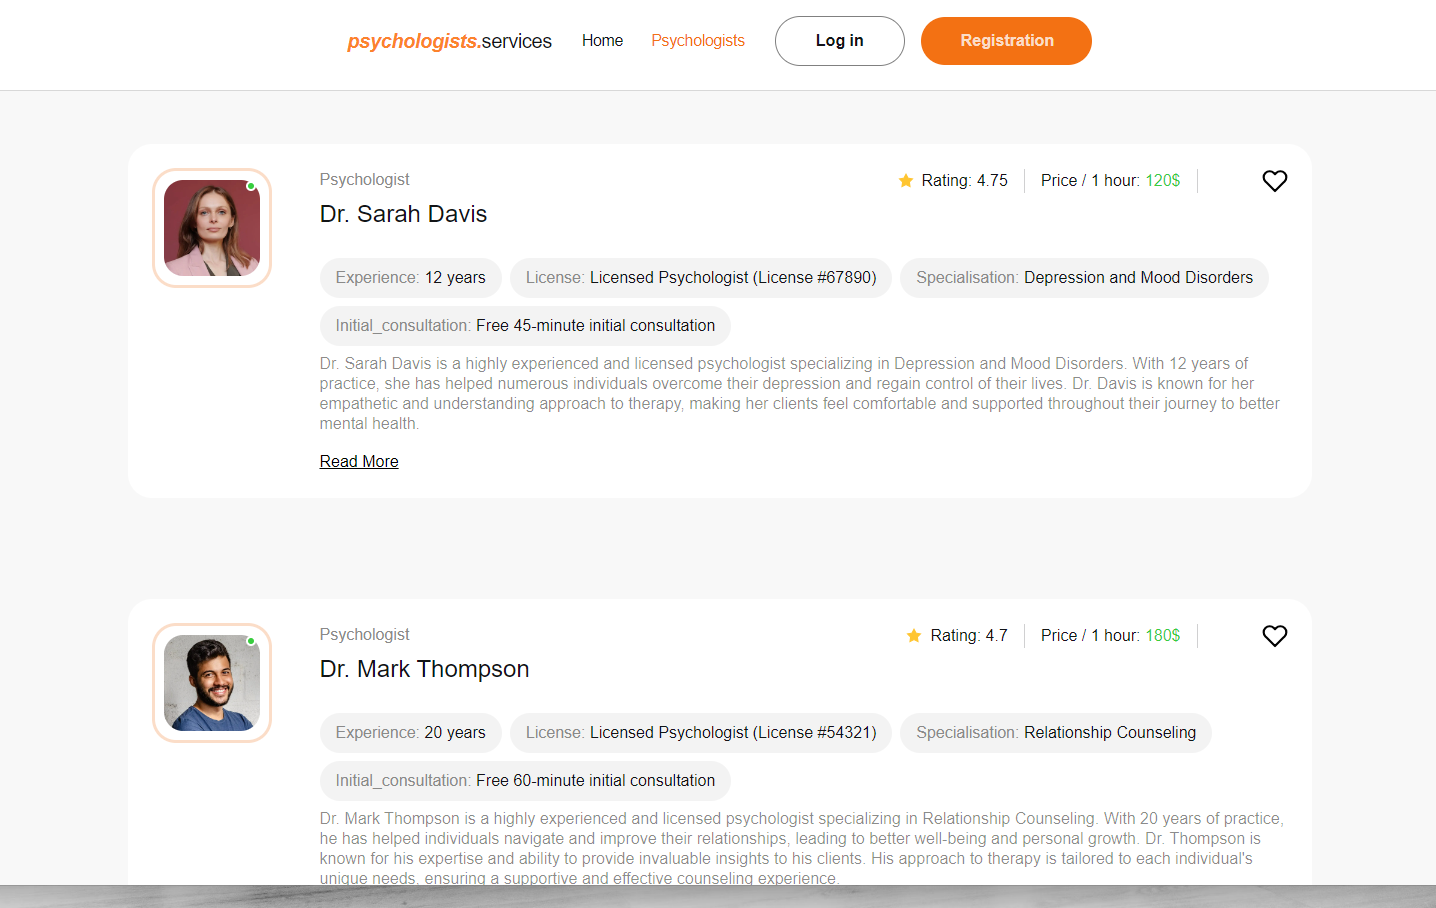 psychologists.services Home Psychologists Log in Registration
Psychologist Rating: 4.75 Price / 1 hour: 120$
Dr. Sarah Davis
Experience: 12 years License: Licensed Psychologist (License #67890) Specialisation: Depression and Mood Disorders
Initial_consultation: Free 45-minute initial consultation
Dr. Sarah Davis is a highly experienced and licensed psychologist specializing in Depression and Mood Disorders. With 12 years of
practice, she has helped numerous individuals overcome their depression and regain control of their lives. Dr. Davis is known for her
empathetic and understanding approach to therapy, making her clients feel comfortable and supported throughout their journey to better
mental health.
Read More
Psychologist Rating: 4.7 Price / 1 hour: 180$
Dr. Mark Thompson
Experience: 20 years License: Licensed Psychologist (License #54321) Specialisation: Relationship Counseling
Initial_consultation: Free 60-minute initial consultation
Dr. Mark Thompson is a highly experienced and licensed psychologist specializing in Relationship Counseling. With 20 years of practice,
he has helped individuals navigate and improve their relationships, leading to better well-being and personal growth. Dr. Thompson is
known for his expertise and ability to provide invaluable insights to his clients. His approach to therapy is tailored to each individual's
unique needs, ensuring a supportive and effective counseling experience.